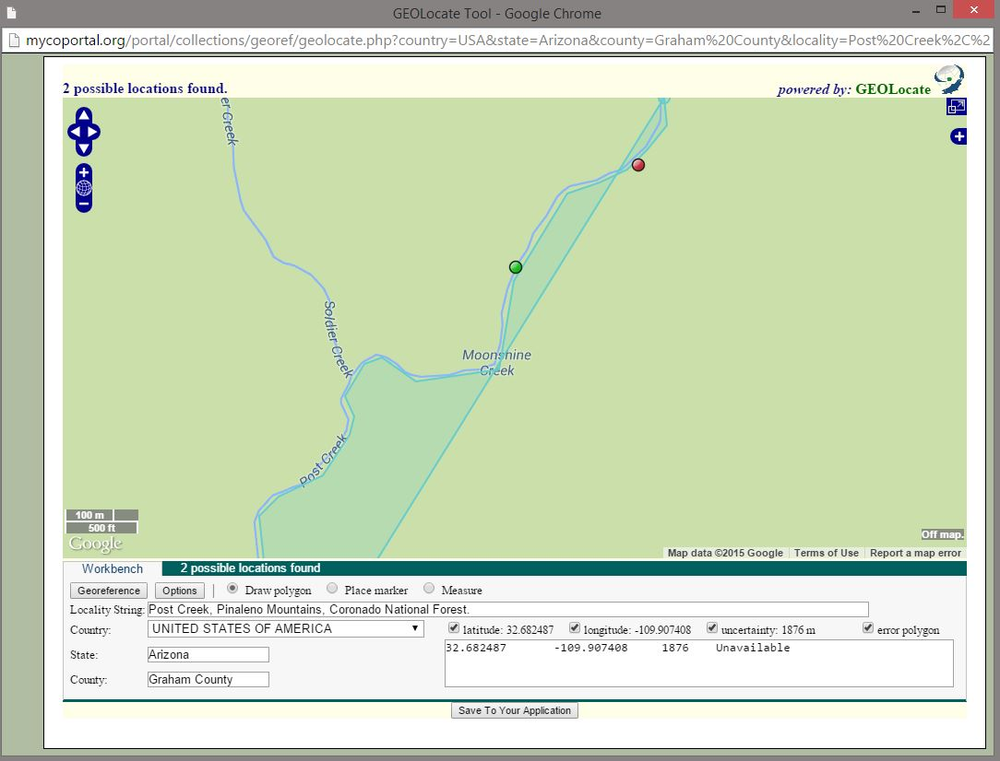 GEOLocate Tool - Google Chrome
mycoportal.org/portal/collections/georef/geolocate.php?country=USA&state=Arizona&county=Graham%20County&locality=Post%20Creek%2C%2
2 possible locations found.
powered by: GEOLocate
er Creek
Soldier Creek
Moonshine
Creek
Post Creek
100 m
500 ft
Google
Off map.
Map data ©2015 Google Terms of Use Report a map error
Workbench 2 possible locations found
Georeference Options | Draw polygon Place marker Measure
Locality String: Post Creek, Pinaleno Mountains, Coronado National Forest.
Country: UNITED STATES OF AMERICA latitude: 32.682487 longitude: -109.907408 uncertainty: 1876 m error polygon
32.682487 -109.907408 1876 Unavailable
State: Arizona
County: Graham County
Save To Your Application